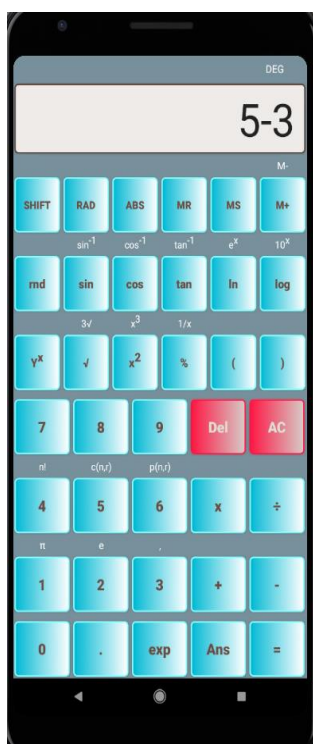 DEG
5-3
M-
SHIFT RAD ABS MR MS M+
sin-1 cos-1 tan-1 eX 10X
rnd sin cos tan ln log
3√ x3 1/x
YX √ x2 % ( )
7 8 9 Del AC
n! c(n,r) p(n,r)
4 5 6 x ÷
π e ,
1 2 3 + -
0 . exp Ans =